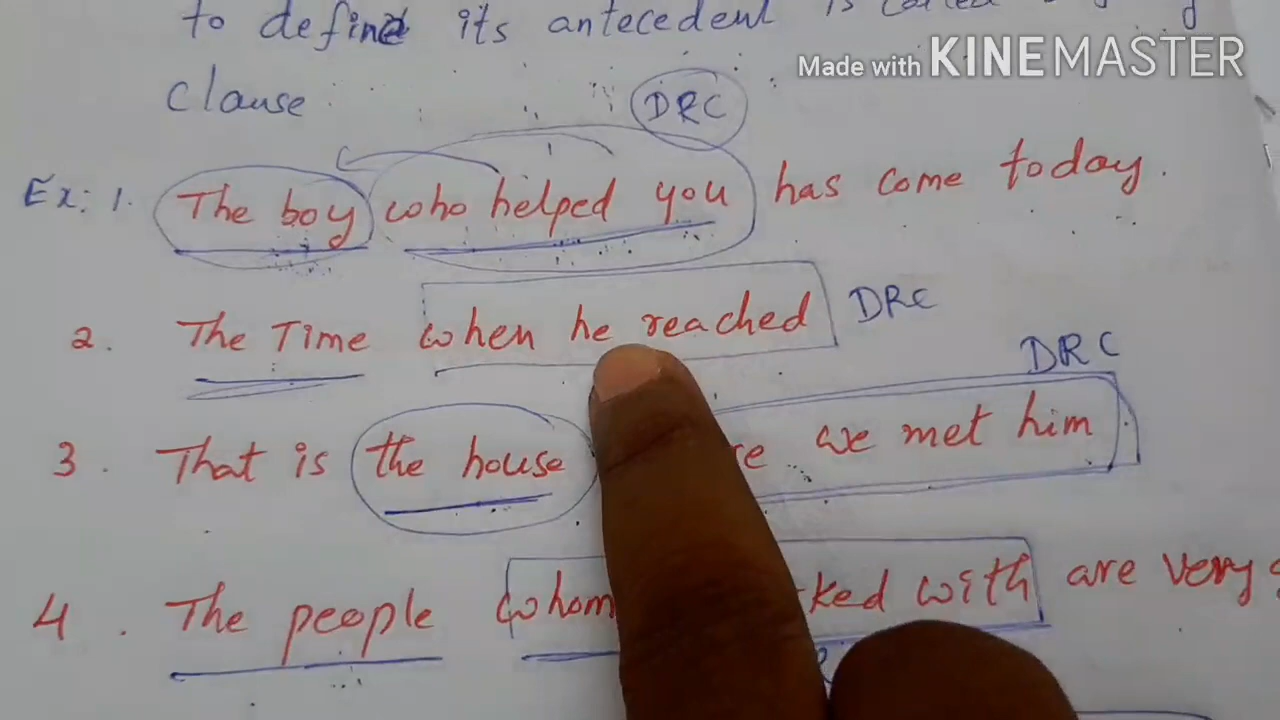 to define its antecedent is
Made with KINEMASTER
Clause
DRC
Ex: 1. The boy who helped you has come today.
2. The Time when he reached DRC
DRC
3. That is the house we met him
4. The people whom with are very